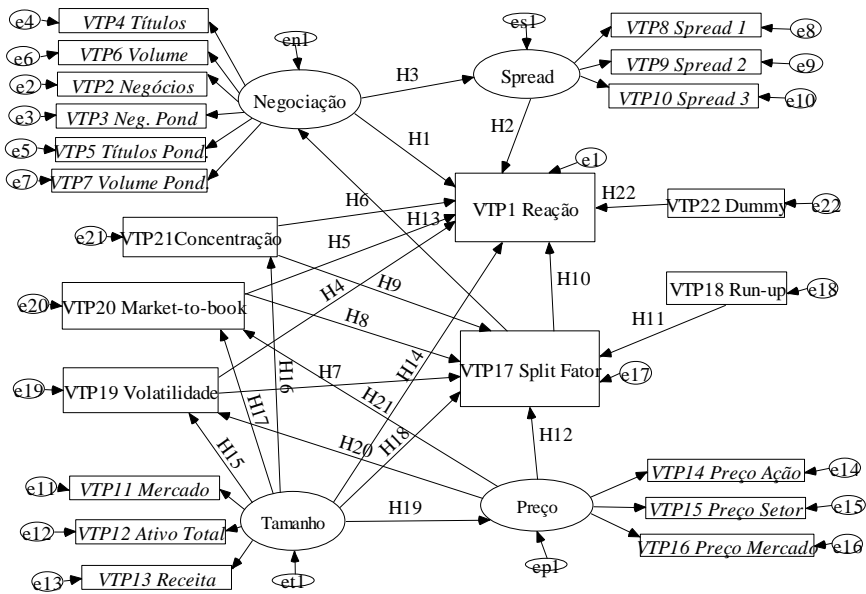 e4
VTP4 Títulos
e6
VTP6 Volume
e2
VTP2 Negócios
e3
VTP3 Neg. Pond
e5
VTP5 Títulos Pond.
e7
VTP7 Volume Pond.
en1
Negociação
H3
es1
Spread
VTP8 Spread 1
e8
VTP9 Spread 2
e9
VTP10 Spread 3
e10
H1
H2
e1
VTP1 Reação
H22
VTP22 Dummy
e22
H6
H13
e21
VTP21Concentração
H5
H4
H9
H10
e20
VTP20 Market-to-book
H8
VTP18 Run-up
e18
H11
e19
VTP19 Volatilidade
H7
H16
H14
VTP17 Split Fator
e17
H17
H21
H18
H12
H15
H20
e11
VTP11 Mercado
e12
VTP12 Ativo Total
e13
VTP13 Receita
Tamanho
et1
H19
Preço
ep1
VTP14 Preço Ação
e14
VTP15 Preço Setor
e15
VTP16 Preço Mercado
e16